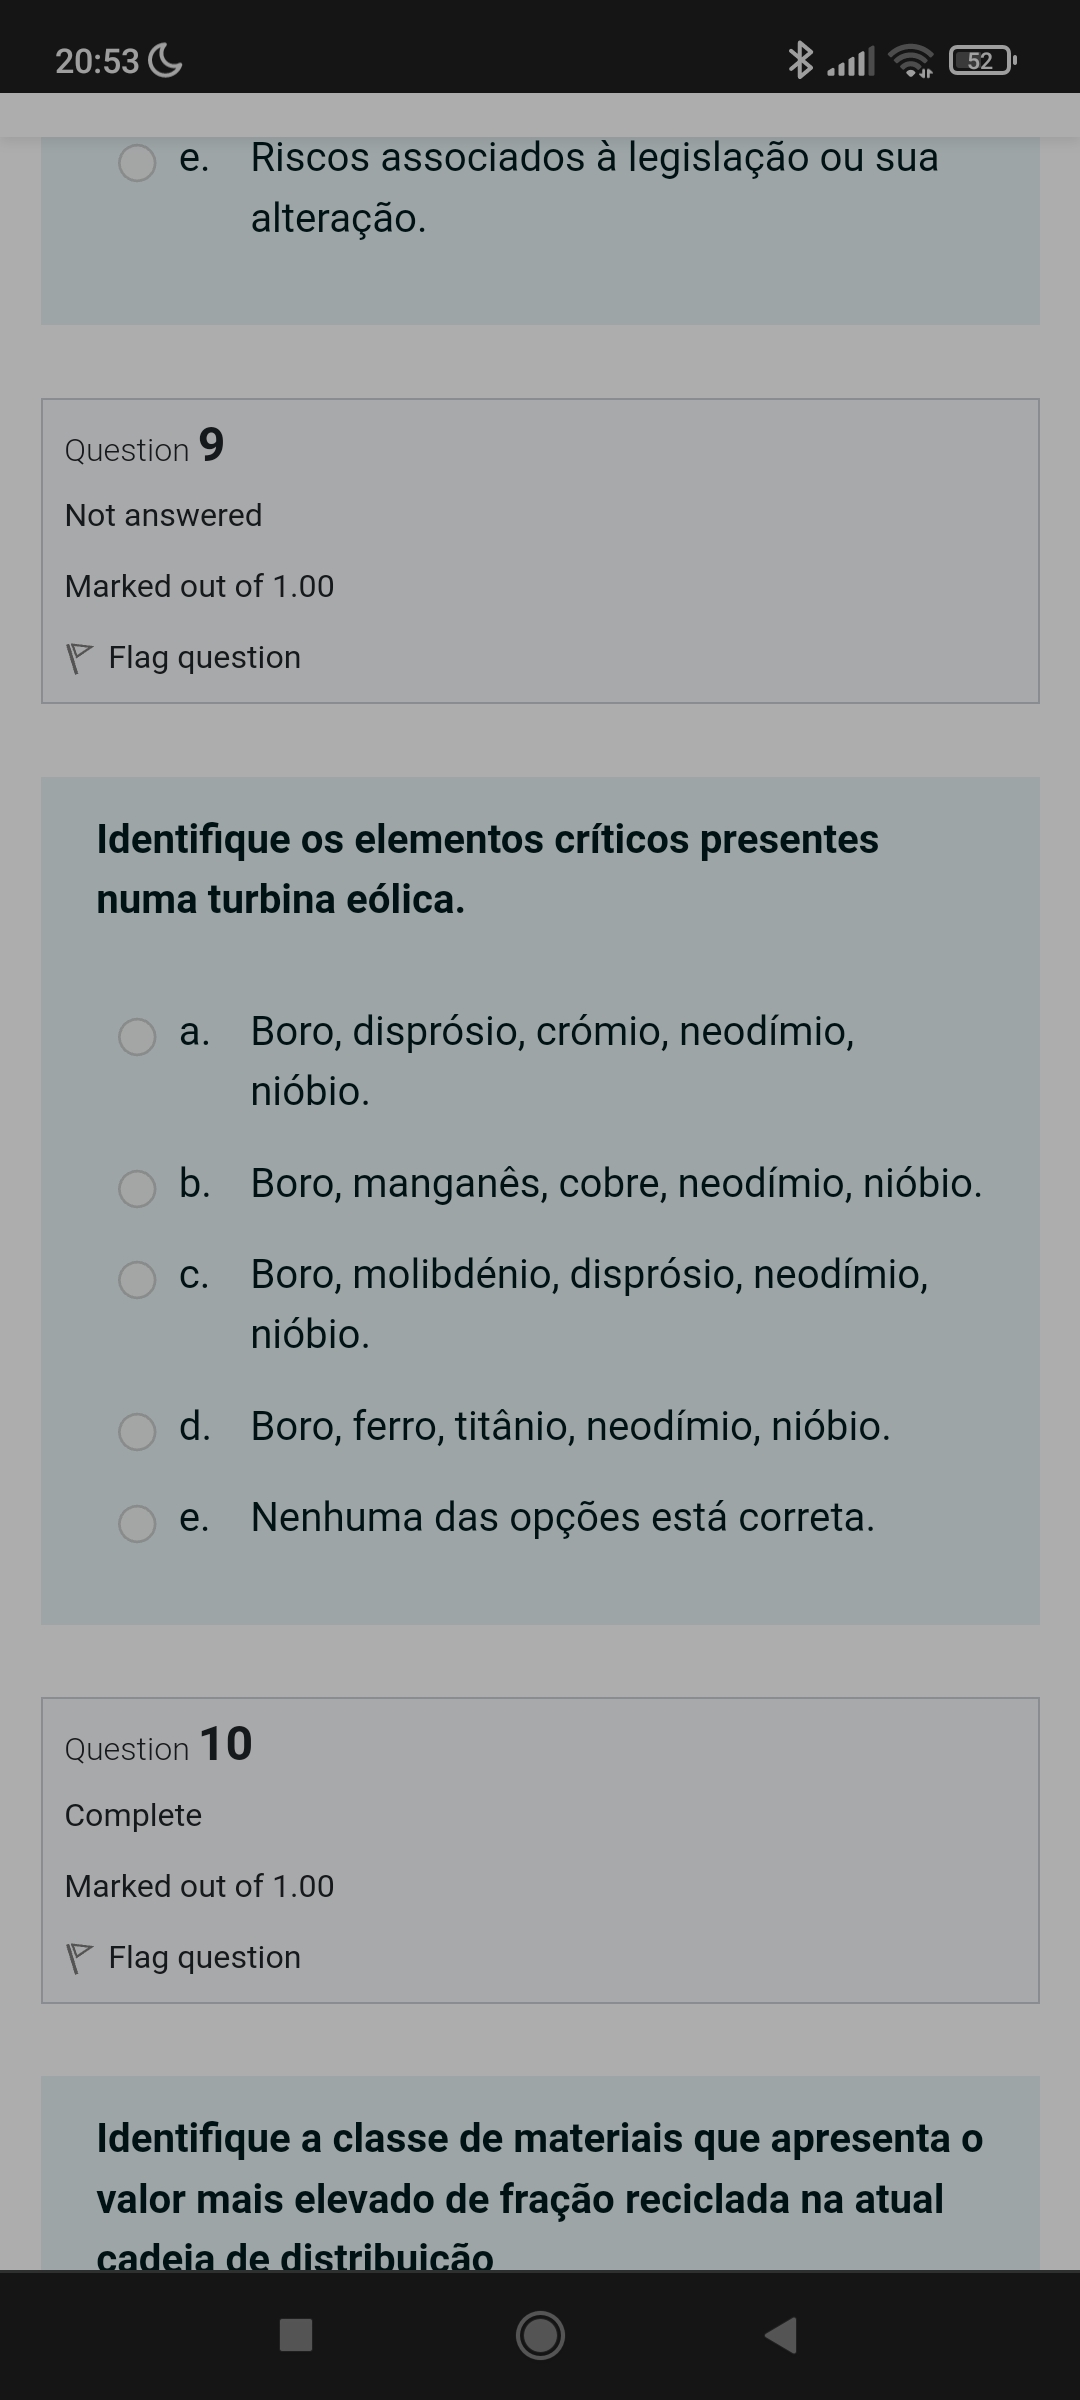 20:53
52
e. Riscos associados à legislação ou sua
alteração.
Question 9
Not answered
Marked out of 1.00
Flag question
Identifique os elementos críticos presentes
numa turbina eólica.
a. Boro, disprósio, crómio, neodímio,
nióbio.
b. Boro, manganês, cobre, neodímio, nióbio.
c. Boro, molibdénio, disprósio, neodímio,
nióbio.
d. Boro, ferro, titânio, neodímio, nióbio.
e. Nenhuma das opções está correta.
Question 10
Complete
Marked out of 1.00
Flag question
Identifique a classe de materiais que apresenta o
valor mais elevado de fração reciclada na atual
cadeia de distribuição